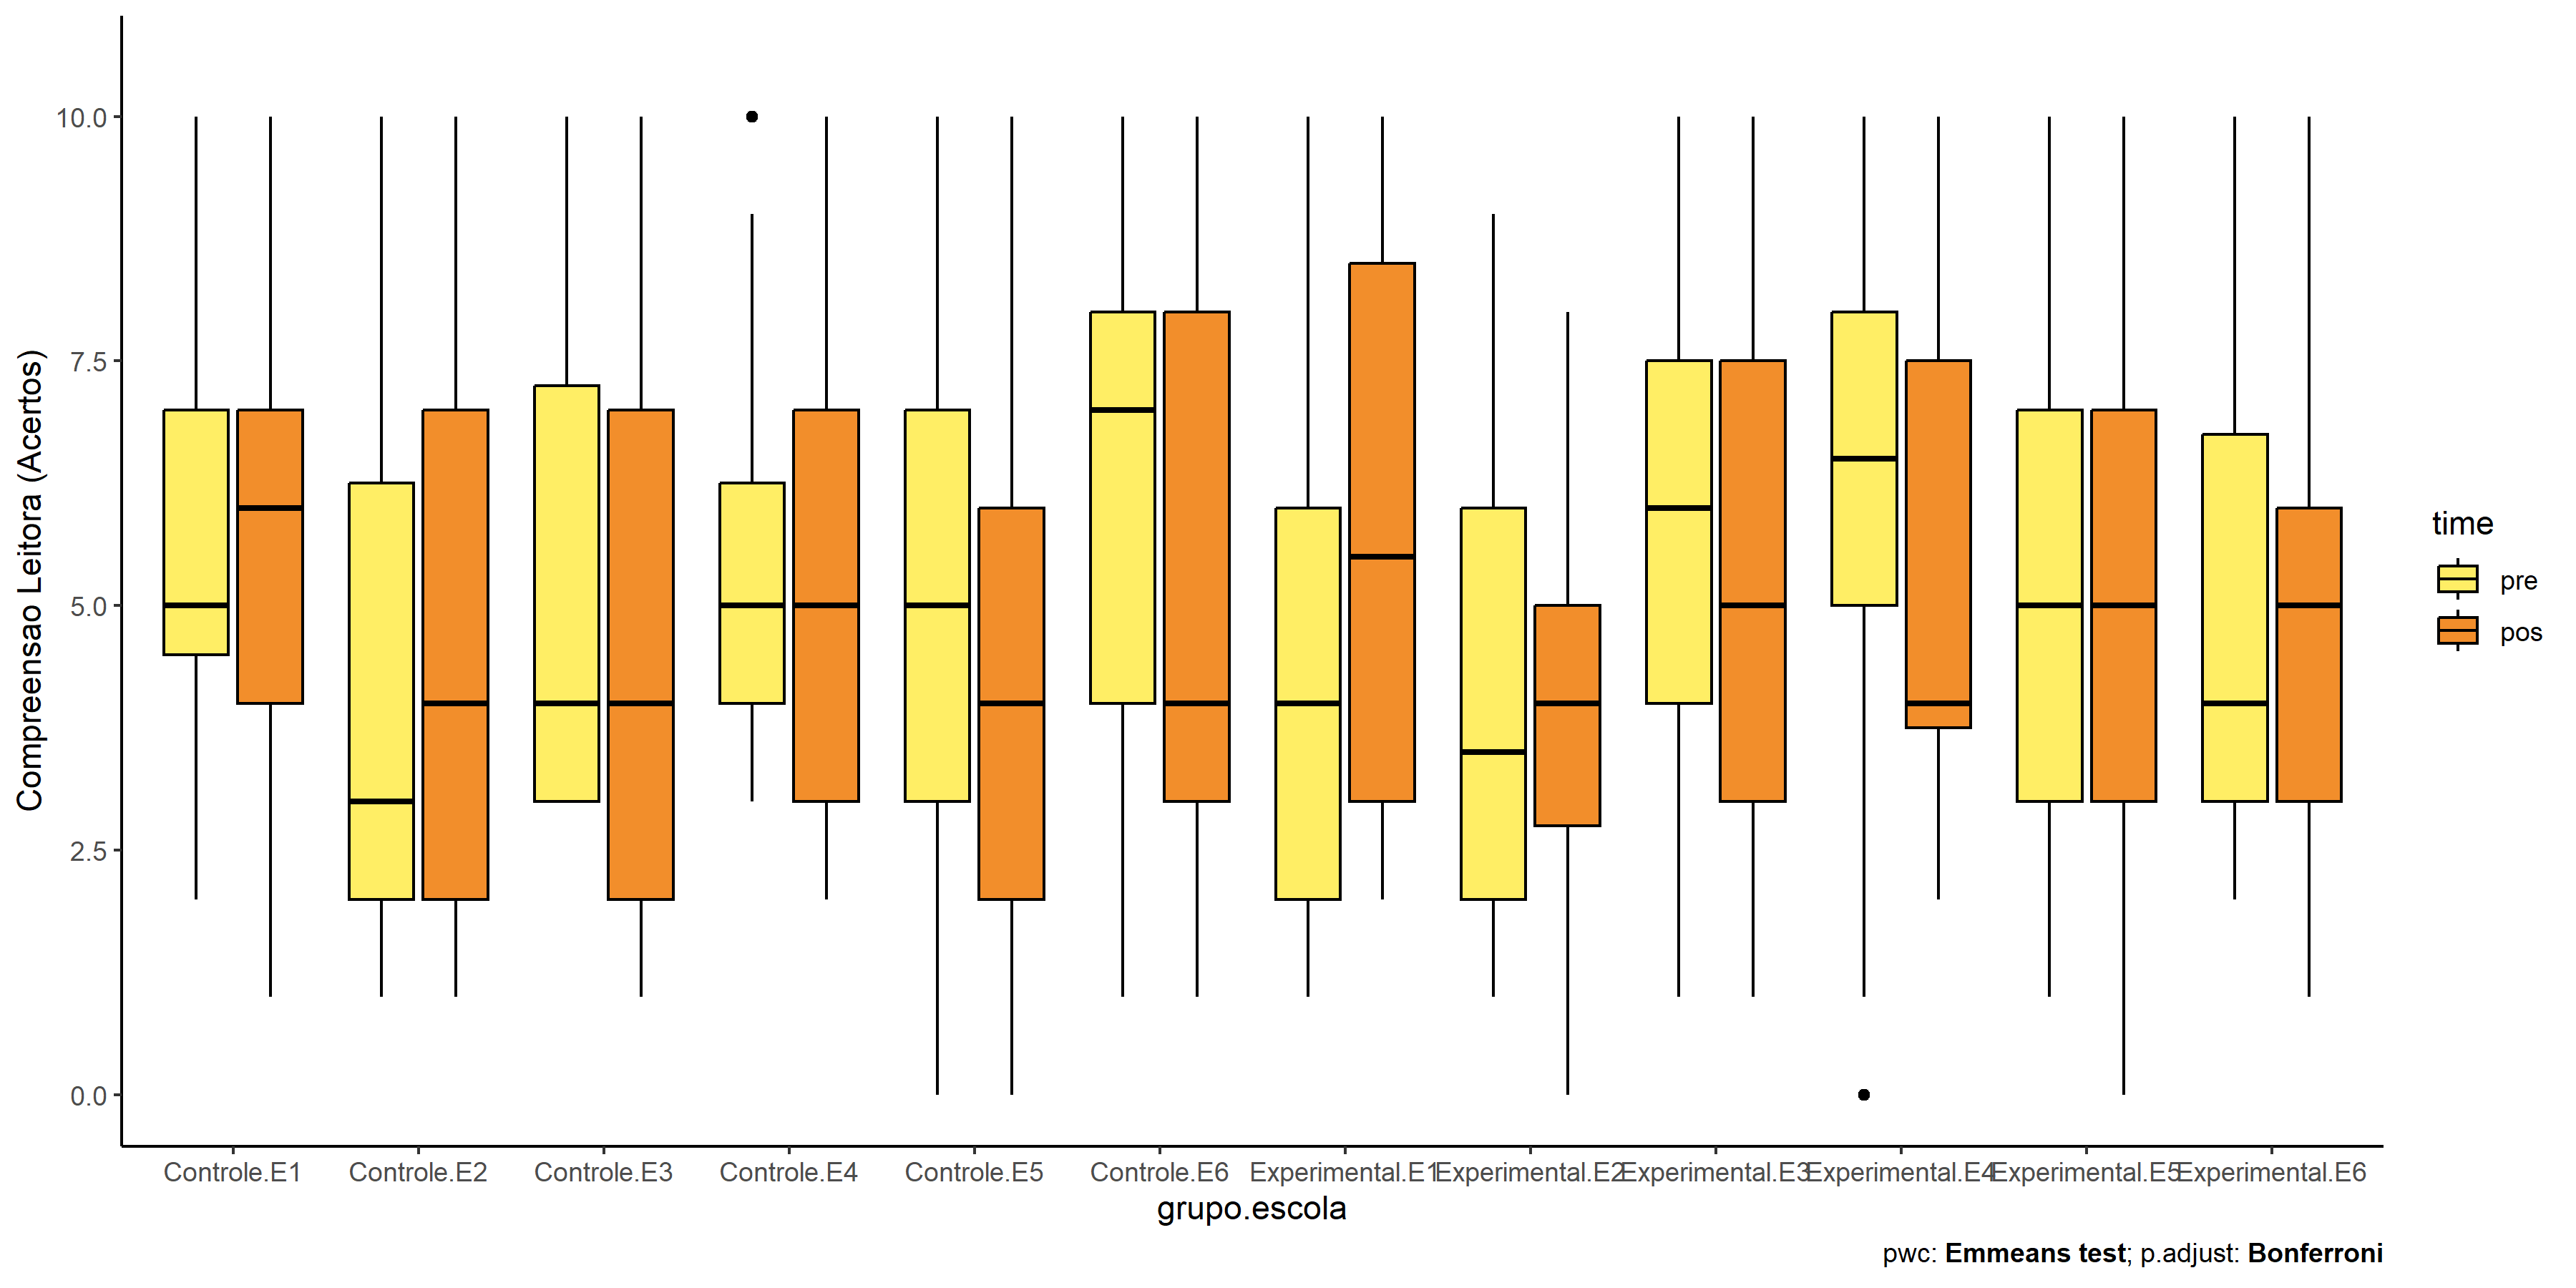 Compreensao Leitora (Acertos)
10.0
7.5
5.0
2.5
0.0
Controle.E1
Controle.E2
Controle.E3
Controle.E4
Controle.E5
Controle.E6
Experimental.E1
Experimental.E2
Experimental.E3
Experimental.E4
Experimental.E5
Experimental.E6
grupo.escola
time
pre
pos
pwc: Emmeans test; p.adjust: Bonferroni